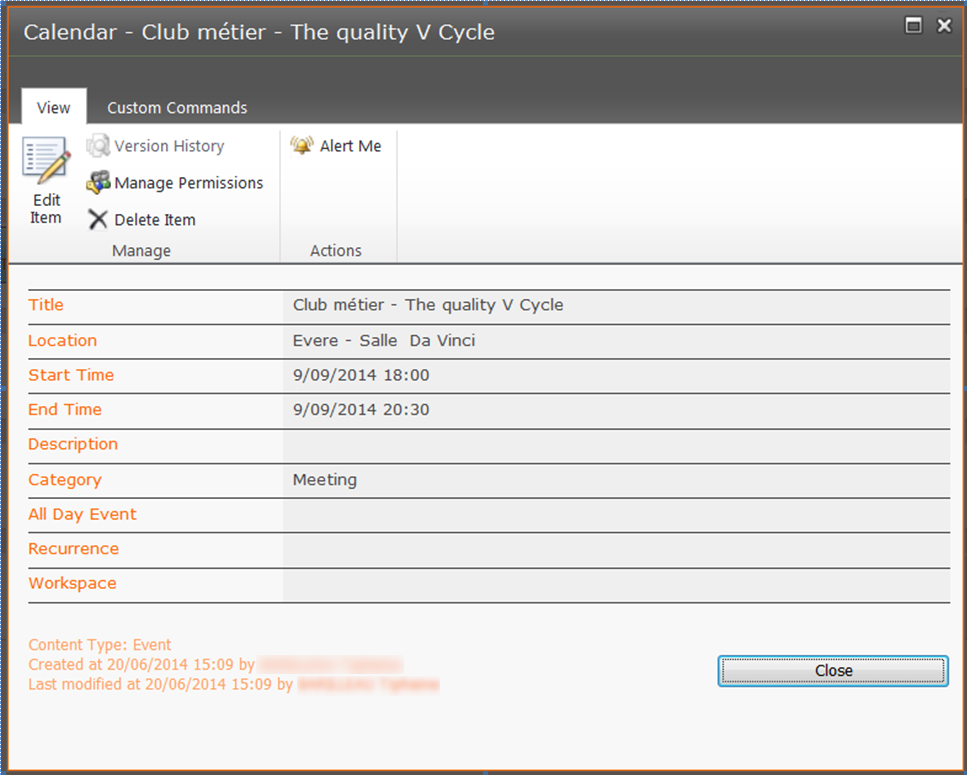 Calendar - Club métier - The quality V Cycle
View Custom Commands
Edit Item
Version History
Manage Permissions
Delete Item
Manage
Alert Me
Actions
Title Club métier - The quality V Cycle
Location Evere - Salle Da Vinci
Start Time 9/09/2014 18:00
End Time 9/09/2014 20:30
Description
Category Meeting
All Day Event
Recurrence
Workspace
Content Type: Event
Created at 20/06/2014 15:09 by
Last modified at 20/06/2014 15:09 by
Close